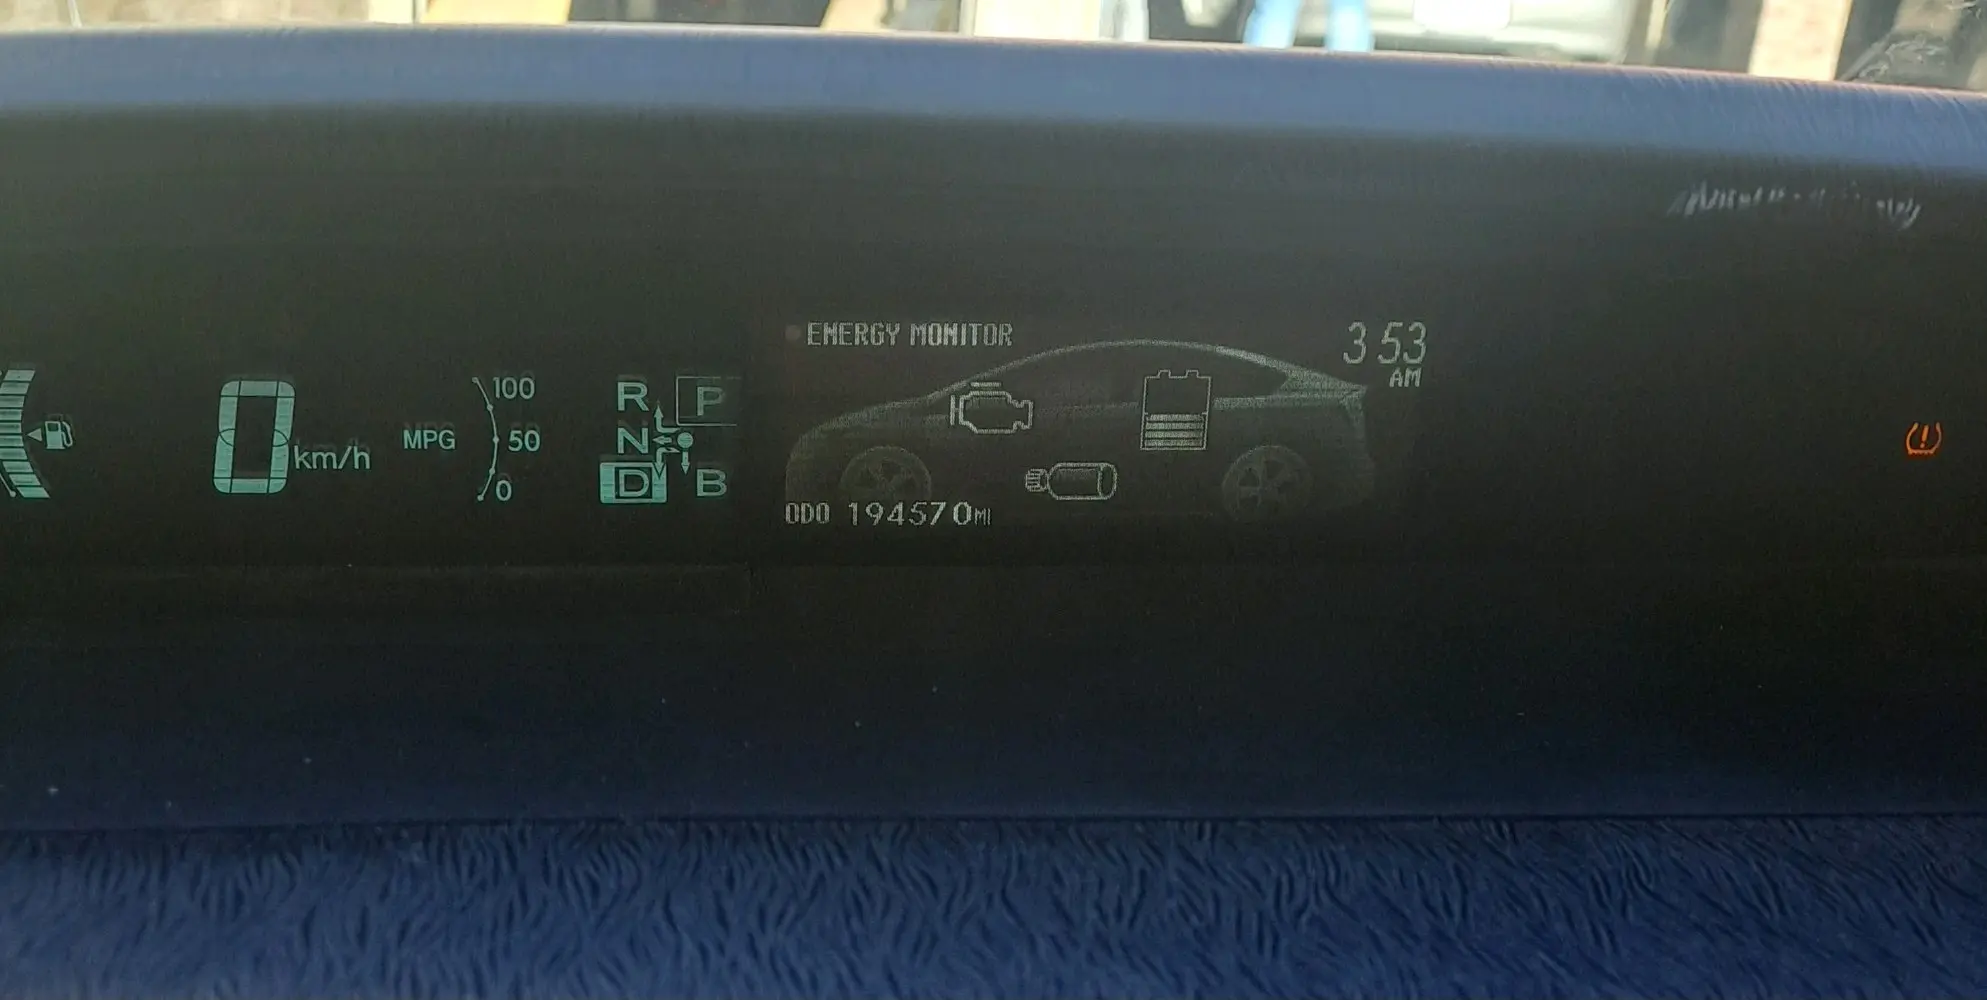 ENERGY MONITOR
3 53
AM
0
km/h
MPG
100
50
0
R
P
N
D
B
ODO 194570MI